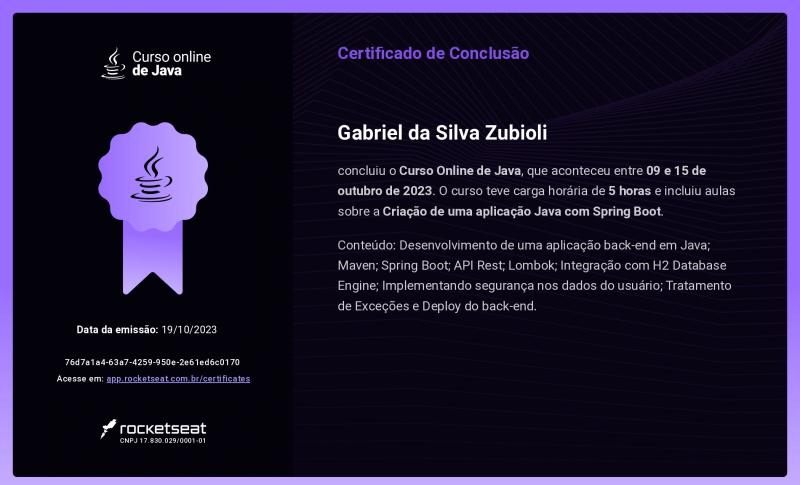 Curso online
de Java
Data da emissão: 19/10/2023
76d7a1a4-63a7-4259-950e-2e61ed6c0170
Acesse em: app.rocketseat.com.br/certificates
rocketseat
CNPJ 17.830.029/0001-01
Certificado de Conclusão
Gabriel da Silva Zubioli
concluiu o Curso Online de Java, que aconteceu entre 09 e 15 de
outubro de 2023. O curso teve carga horária de 5 horas e incluiu aulas
sobre a Criação de uma aplicação Java com Spring Boot.
Conteúdo: Desenvolvimento de uma aplicação back-end em Java;
Maven; Spring Boot; API Rest; Lombok; Integração com H2 Database
Engine; Implementando segurança nos dados do usuário; Tratamento
de Exceções e Deploy do back-end.